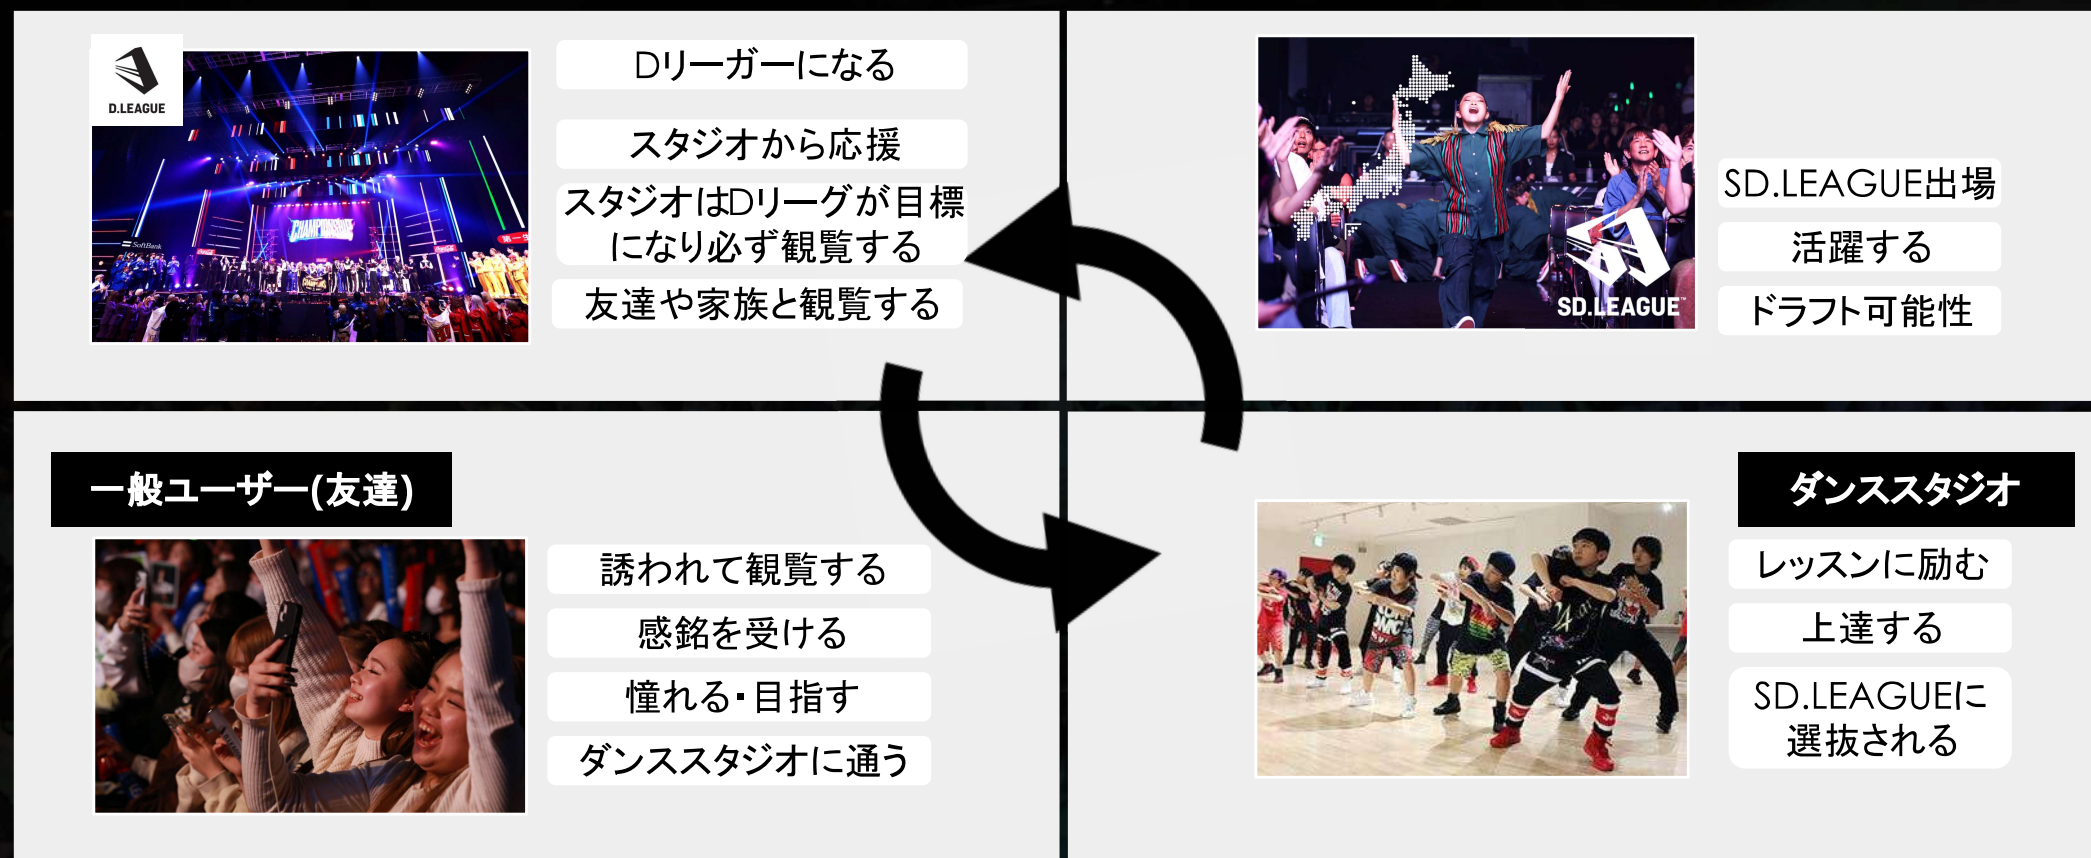 D.LEAGUE
CHAMPIONSHIP
SoftBank
Dリーガーになる
スタジオから応援
スタジオはDリーグが目標
になり必ず観覧する
友達や家族と観覧する
SD.LEAGUE™
SD.LEAGUE出場
活躍する
ドラフト可能性
一般ユーザー(友達)
誘われて観覧する
感銘を受ける
憧れる・目指す
ダンススタジオに通う
ダンススタジオ
レッスンに励む
上達する
SD.LEAGUEに
選抜される